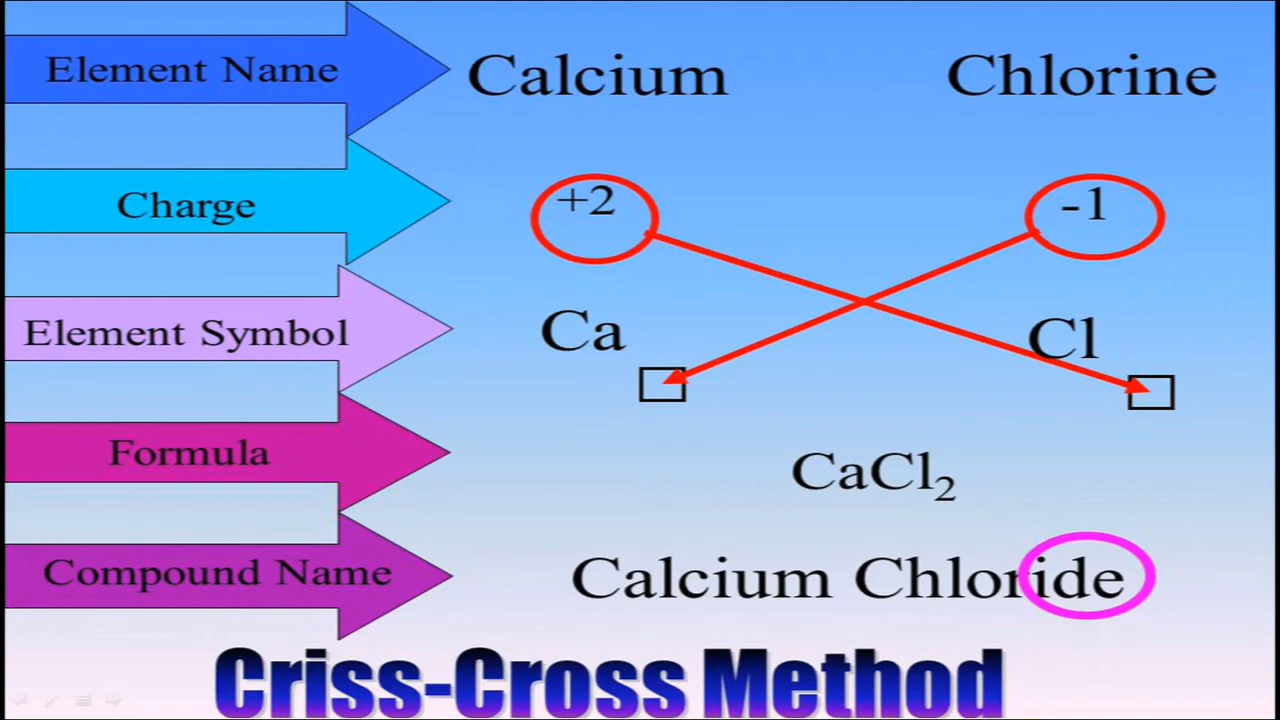 Element Name Calcium Chlorine
Charge +2 -1
Element Symbol Ca Cl
Formula CaCl₂
Compound Name Calcium Chloride
Criss-Cross Method